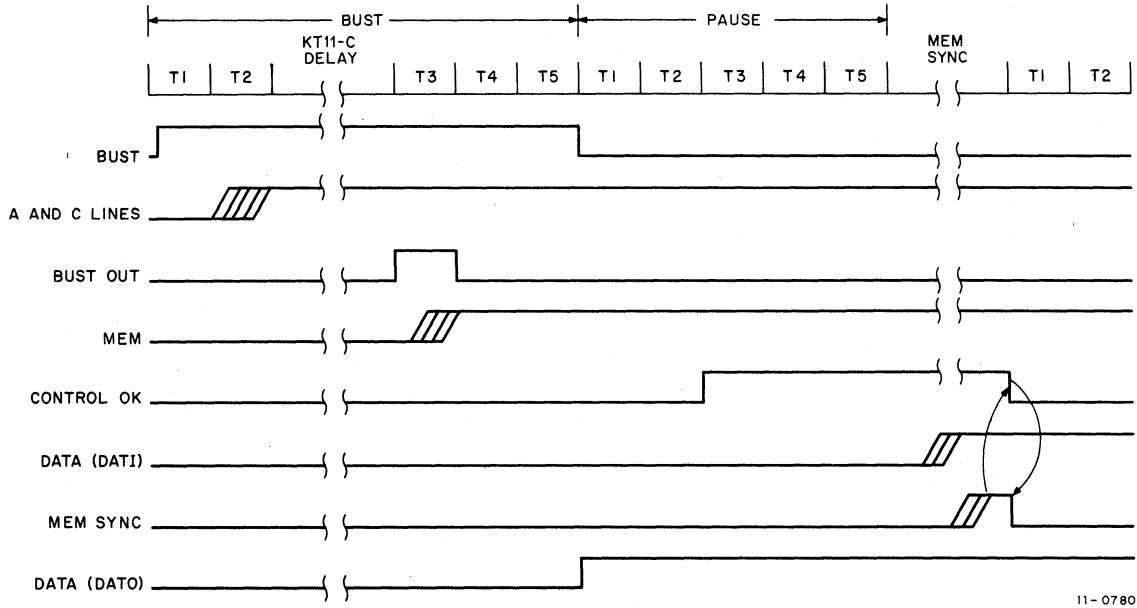 BUST PAUSE
KT11-C
DELAY
MEM
SYNC
T1 T2 T3 T4 T5 T1 T2 T3 T4 T5 T1 T2
BUST
A AND C LINES
BUST OUT
MEM
CONTROL OK
DATA (DATI)
MEM SYNC
DATA (DATO)
11-0780